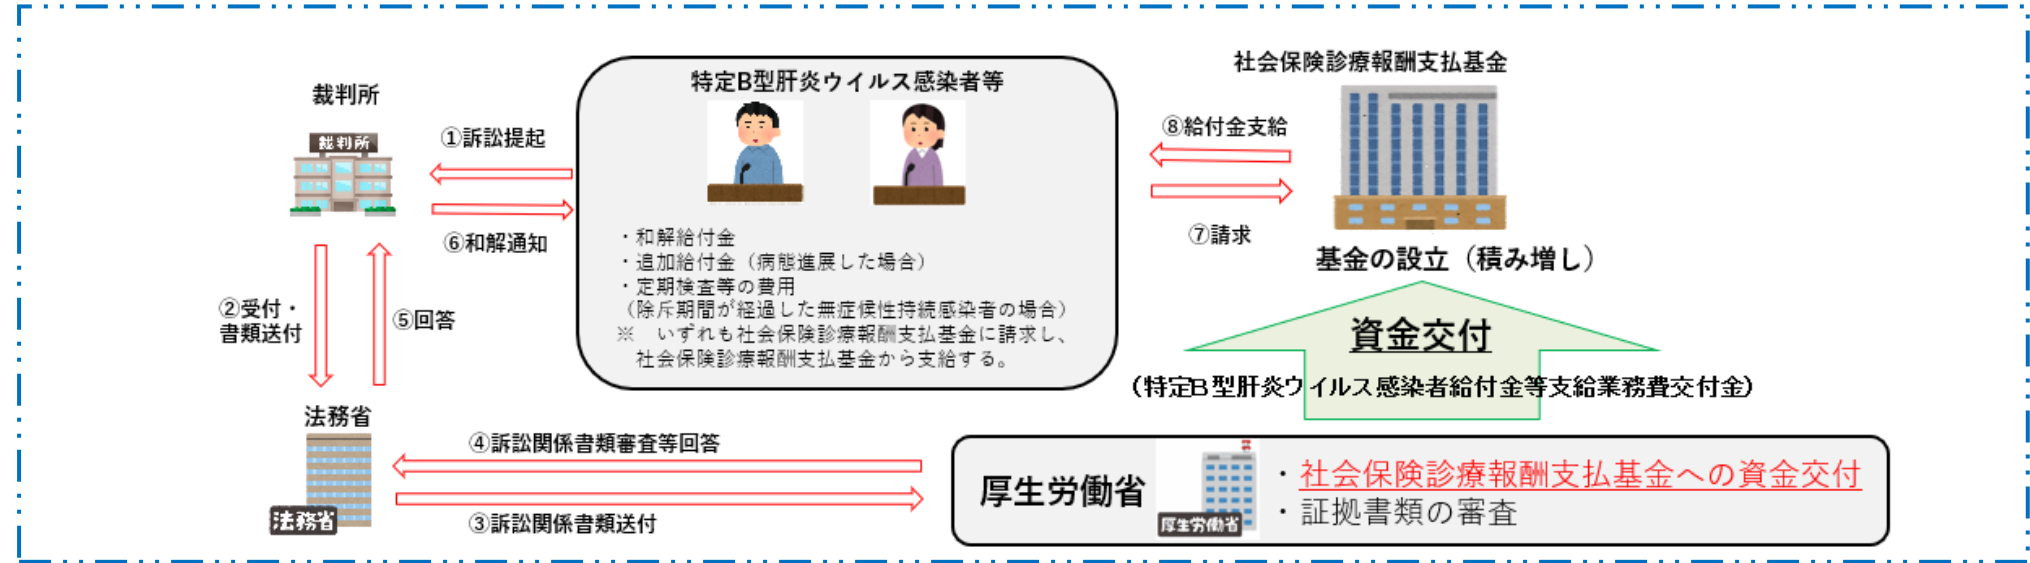 裁判所
裁判所
①訴訟提起
⑥和解通知
②受付・
書類送付
⑤回答
法務省
法務省
④訴訟関係書類審査等回答
③訴訟関係書類送付
特定B型肝炎ウイルス感染者等
・和解給付金
・追加給付金（病態進展した場合）
・定期検査等の費用
（除斥期間が経過した無症候性持続感染者の場合）
※　いずれも社会保険診療報酬支払基金に請求し、
社会保険診療報酬支払基金から支給する。
⑧給付金支給
⑦請求
社会保険診療報酬支払基金
基金の設立（積み増し）
資金交付
（特定B型肝炎ウイルス感染者給付金等支給業務費交付金）
厚生労働省
厚生労働省
・社会保険診療報酬支払基金への資金交付
・証拠書類の審査